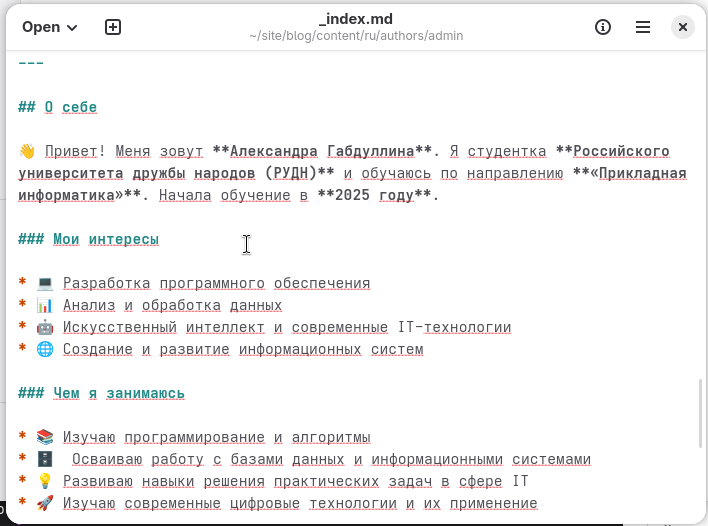 Open
_index.md
~/site/blog/content/ru/authors/admin
---
## О себе
👋 Привет! Меня зовут **Александра Габдуллина**. Я студентка **Российского
университета дружбы народов (РУДН)** и обучаюсь по направлению **«Прикладная
информатика»**. Начала обучение в **2025 году**.
### Мои интересы
* 💻 Разработка программного обеспечения
* 📊 Анализ и обработка данных
* 🤖 Искусственный интеллект и современные IT-технологии
* 🌐 Создание и развитие информационных систем
### Чем я занимаюсь
* 📚 Изучаю программирование и алгоритмы
* 🗄️ Осваиваю работу с базами данных и информационными системами
* 💡 Развиваю навыки решения практических задач в сфере IT
* 🚀 Изучаю современные цифровые технологии и их применение